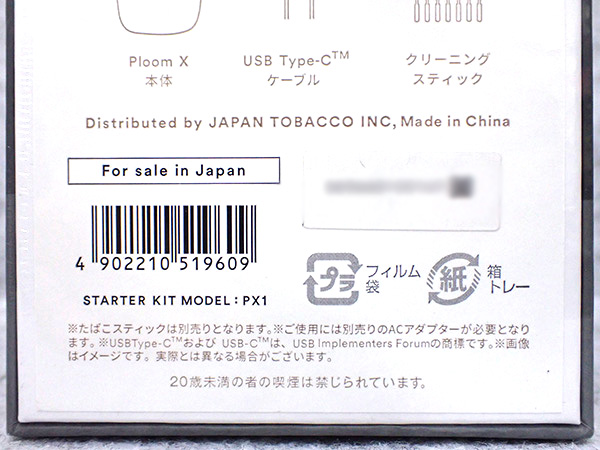 Ploom X
本体
USB Type-C™
ケーブル
クリーニング
スティック
Distributed by JAPAN TOBACCO INC, Made in China
For sale in Japan
4 902210 519609
プラ
フィルム
袋
紙
箱
トレー
STARTER KIT MODEL : PX1
※たばこスティックは別売りとなります。※ご使用には別売りのACアダプターが必要となり
ます。※USBType-C™および USB-C™は、USB Implementers Forumの商標です。※画像
はイメージです。実際とは異なる場合がございます。
20歳未満の者の喫煙は禁じられています。